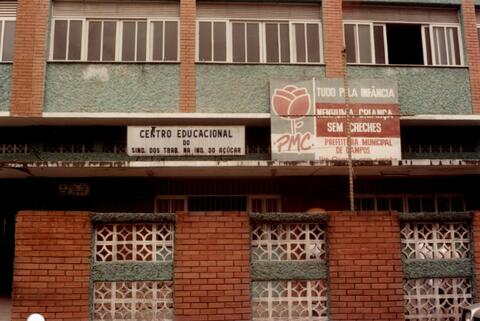 CENTRO EDUCACIONAL
DO
SIND. DOS TRAB. NA IND. DO AÇÚCAR
TUDO PELA INFÂNCIA
NENHUMA CRIANÇA
SEM CRECHES
PMC
PREFEITURA MUNICIPAL
DE CAMPOS